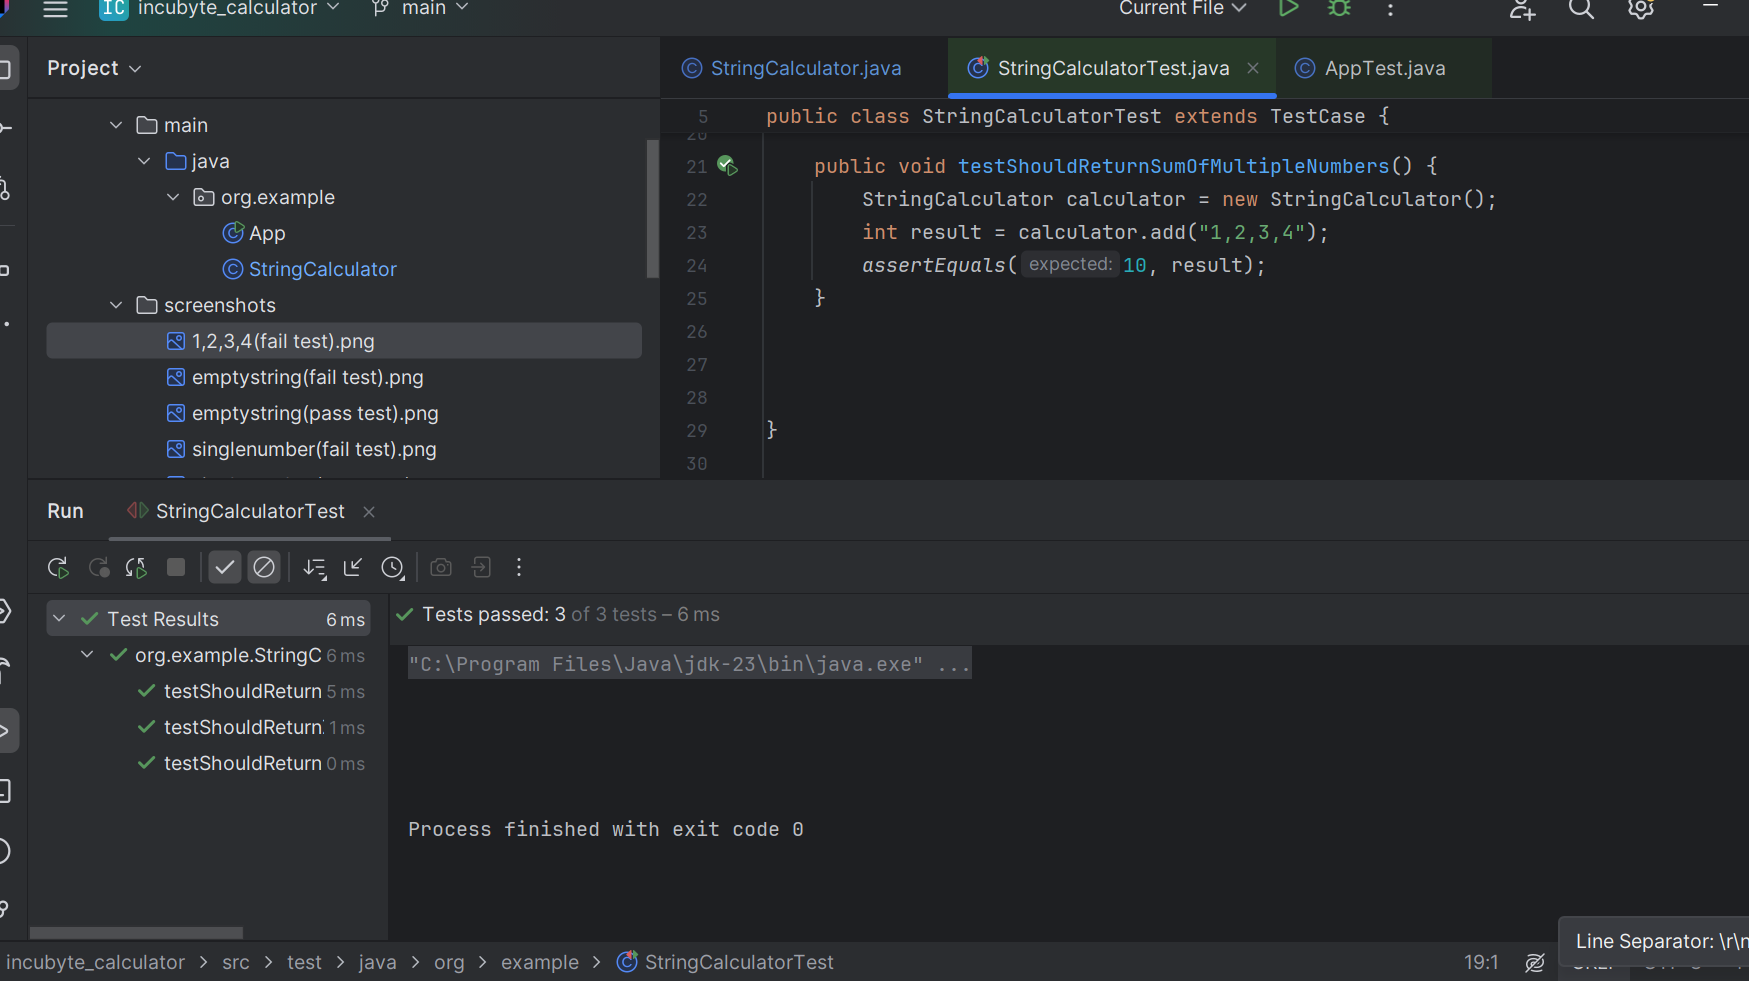 IC incubyte_calculator main Current File
Project
main
java
org.example
App
StringCalculator
screenshots
1,2,3,4(fail test).png
emptystring(fail test).png
emptystring(pass test).png
singlenumber(fail test).png
StringCalculator.java StringCalculatorTest.java AppTest.java
5 public class StringCalculatorTest extends TestCase {
20
21 public void testShouldReturnSumOfMultipleNumbers() {
22 StringCalculator calculator = new StringCalculator();
23 int result = calculator.add("1,2,3,4");
24 assertEquals( expected: 10, result);
25 }
26
27
28
29 }
30
Run StringCalculatorTest
Test Results 6 ms
org.example.StringC 6 ms
testShouldReturn 5 ms
testShouldReturn 1 ms
testShouldReturn 0 ms
Tests passed: 3 of 3 tests – 6 ms
"C:\Program Files\Java\jdk-23\bin\java.exe" ...
Process finished with exit code 0
Line Separator: \r\n
incubyte_calculator > src > test > java > org > example > StringCalculatorTest 19:1